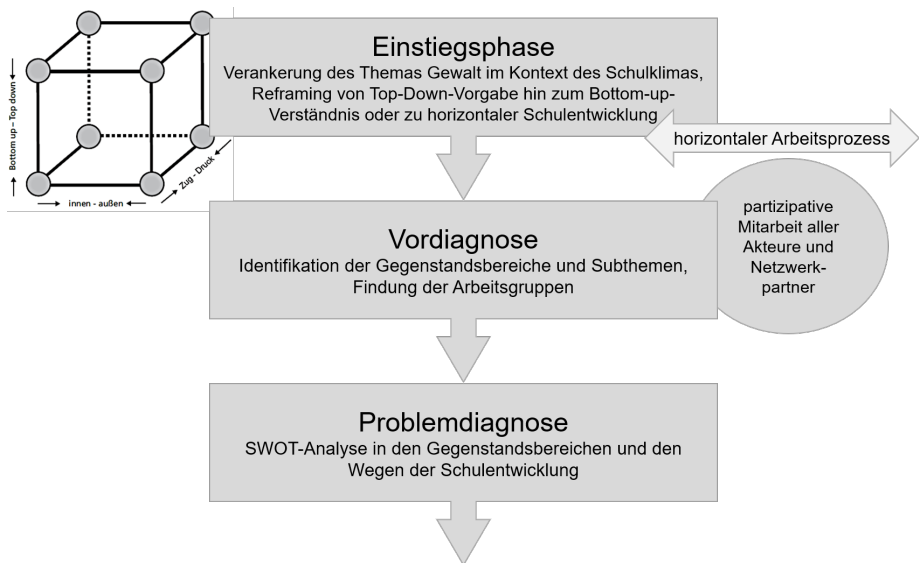 Bottom up – Top down
innen - außen
Zug - Druck
Einstiegsphase
Verankerung des Themas Gewalt im Kontext des Schulklimas,
Reframing von Top-Down-Vorgabe hin zum Bottom-up-
Verständnis oder zu horizontaler Schulentwicklung
horizontaler Arbeitsprozess
Vordiagnose
Identifikation der Gegenstandsbereiche und Subthemen,
Findung der Arbeitsgruppen
partizipative
Mitarbeit aller
Akteure und
Netzwerk-
partner
Problemdiagnose
SWOT-Analyse in den Gegenstandsbereichen und den
Wegen der Schulentwicklung